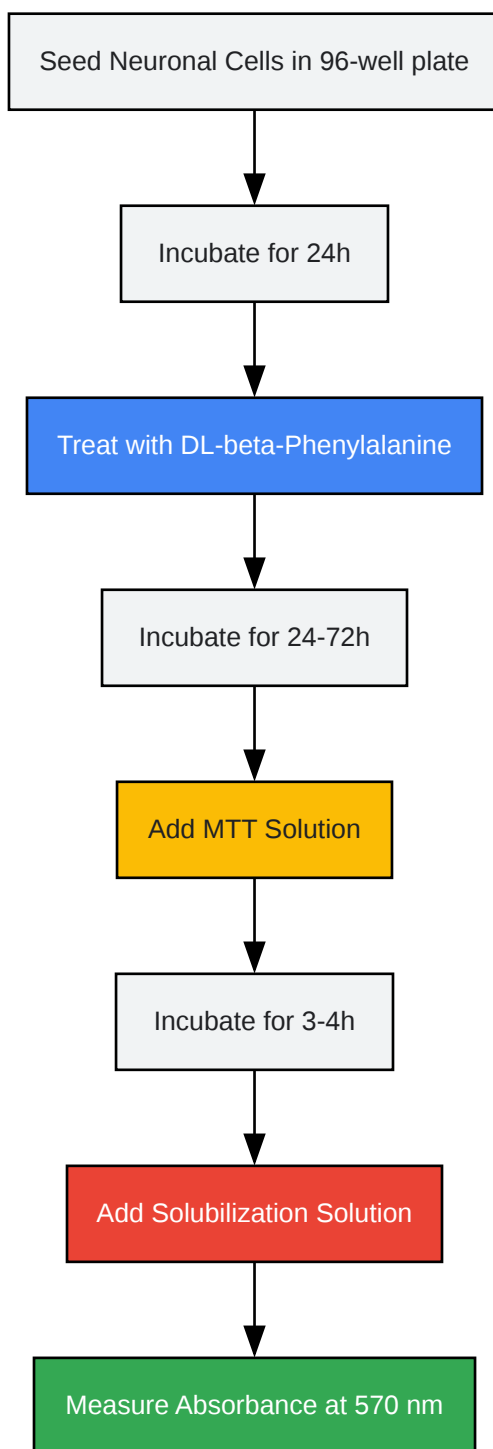 Seed Neuronal Cells in 96-well plate
Incubate for 24h
Treat with DL-beta-Phenylalanine
Incubate for 24-72h
Add MTT Solution
Incubate for 3-4h
Add Solubilization Solution
Measure Absorbance at 570 nm